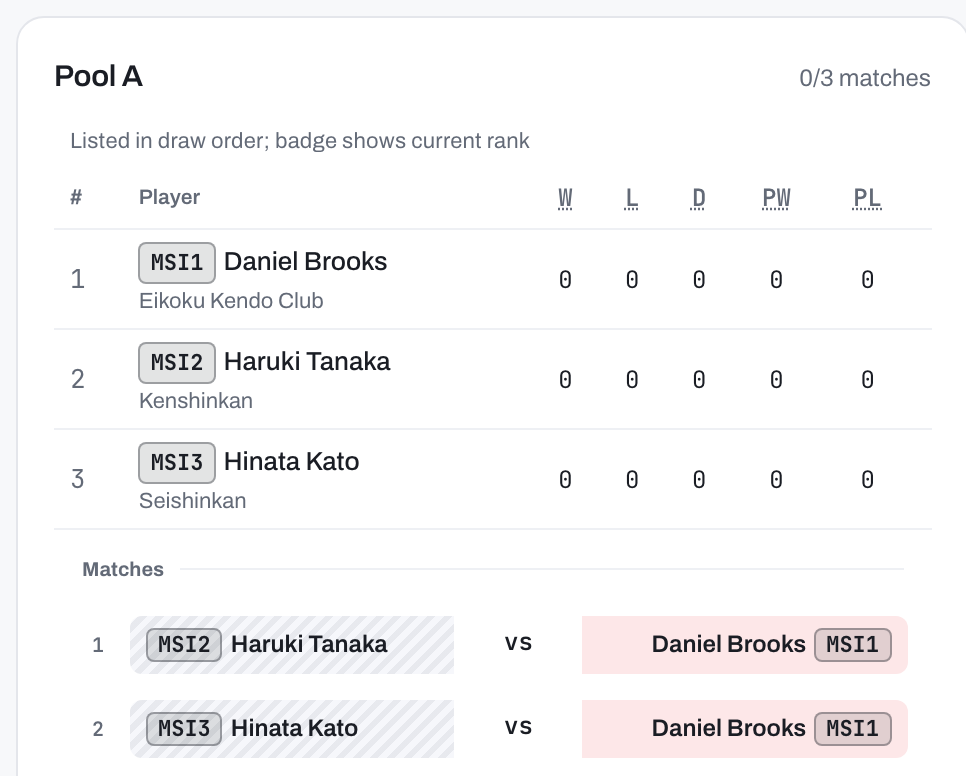 Pool A
0/3 matches
Listed in draw order; badge shows current rank
# Player W L D PW PL
1 MSI1 Daniel Brooks 0 0 0 0 0
Eikoku Kendo Club
2 MSI2 Haruki Tanaka 0 0 0 0 0
Kenshinkan
3 MSI3 Hinata Kato 0 0 0 0 0
Seishinkan
Matches
1 MSI2 Haruki Tanaka vs Daniel Brooks MSI1
2 MSI3 Hinata Kato vs Daniel Brooks MSI1